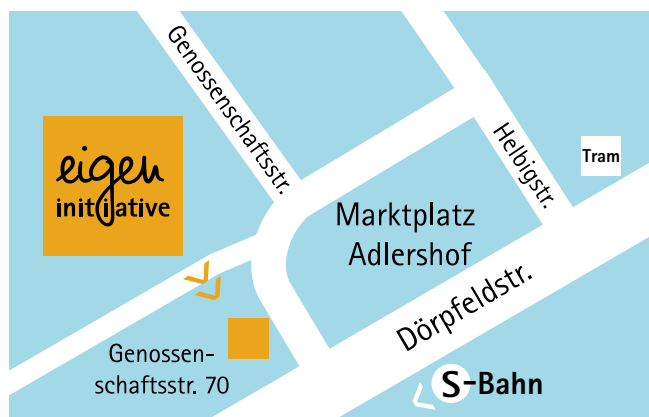 Genossenschaftsstr.
eigen
initiative
Helbigstr.
Tram
Marktplatz
Adlershof
Dörpfeldstr.
Genossen-
schaftsstr. 70
S-Bahn